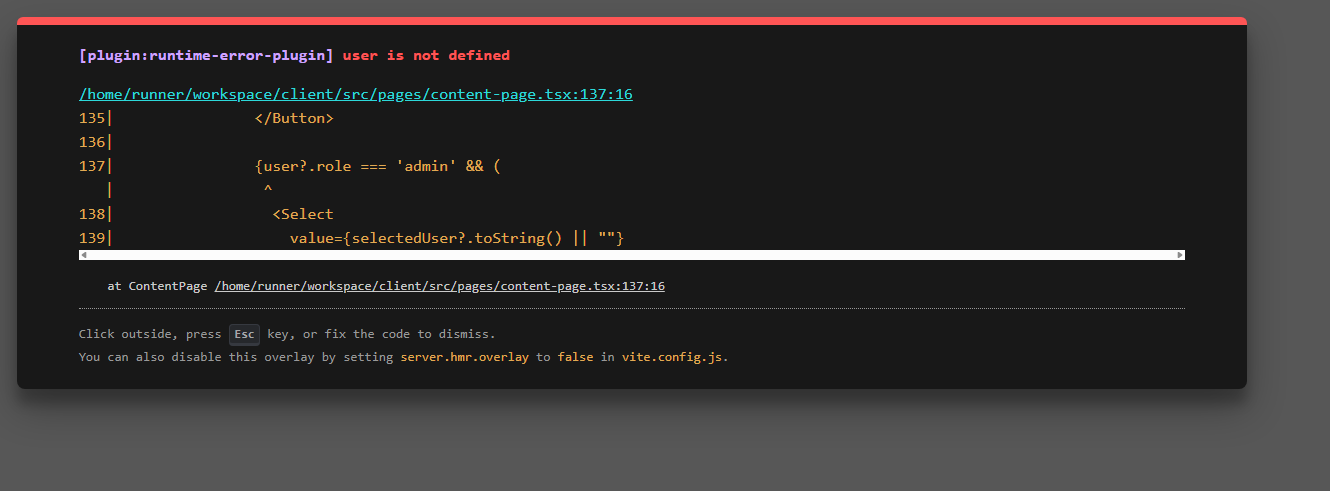 [plugin:runtime-error-plugin] user is not defined
/home/runner/workspace/client/src/pages/content-page.tsx:137:16
135|                </Button>
136|
137|                {user?.role === 'admin' && (
   |                 ^
138|                  <Select
139|                    value={selectedUser?.toString() || ""}
at ContentPage /home/runner/workspace/client/src/pages/content-page.tsx:137:16
Click outside, press Esc key, or fix the code to dismiss.
You can also disable this overlay by setting server.hmr.overlay to false in vite.config.js.